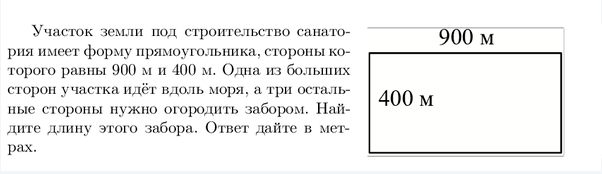 Участок земли под строительство санато-
рия имеет форму прямоугольника, стороны ко-
торого равны 900 м и 400 м. Одна из больших
сторон участка идёт вдоль моря, а три осталь-
ные стороны нужно огородить забором. Най-
дите длину этого забора. Ответ дайте в мет-
рах.
900 м
400 м